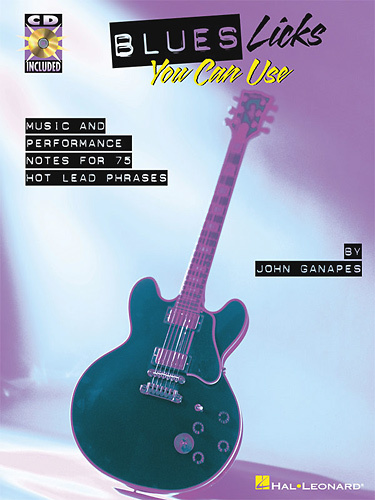 CD
INCLUDED
BLUES Licks
You Can Use
MUSIC AND
PERFORMANCE
NOTES FOR 75
HOT LEAD PHRASES
BY
JOHN GANAPES
HAL•LEONARD®